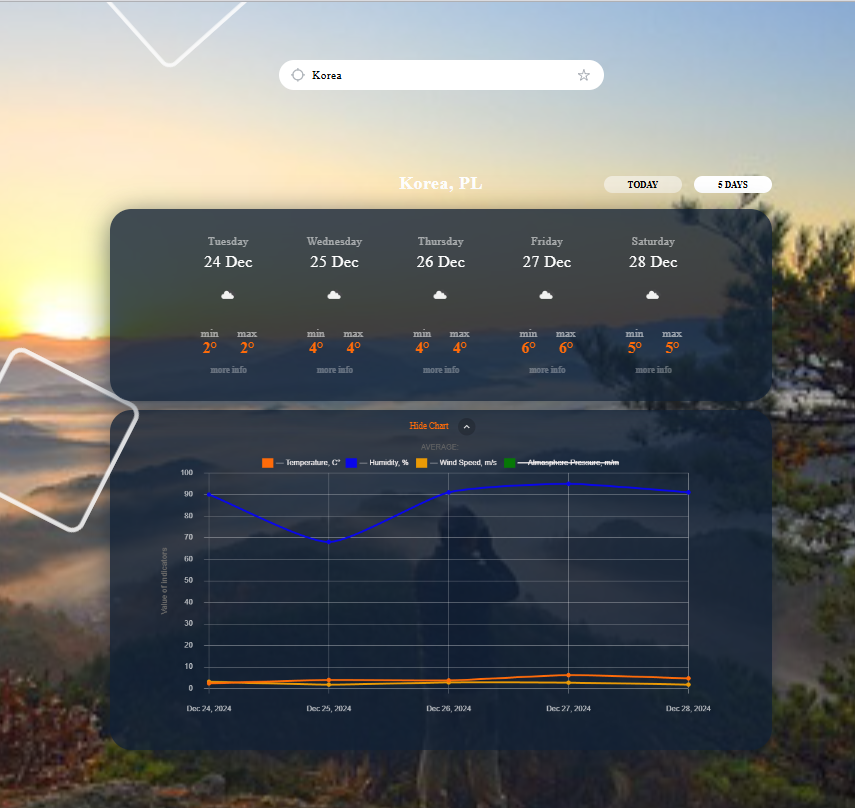 Korea
Korea, PL
TODAY 5 DAYS
Tuesday Wednesday Thursday Friday Saturday
24 Dec 25 Dec 26 Dec 27 Dec 28 Dec
min max min max min max min max min max
2° 2° 4° 4° 4° 4° 6° 6° 5° 5°
more info more info more info more info more info
Hide Chart
AVERAGE:
— Temperature, C° — Humidity, % — Wind Speed, m/s — Atmosphere Pressure, m/m
Value of Indicators
100
90
80
70
60
50
40
30
20
10
0
Dec 24, 2024 Dec 25, 2024 Dec 26, 2024 Dec 27, 2024 Dec 28, 2024